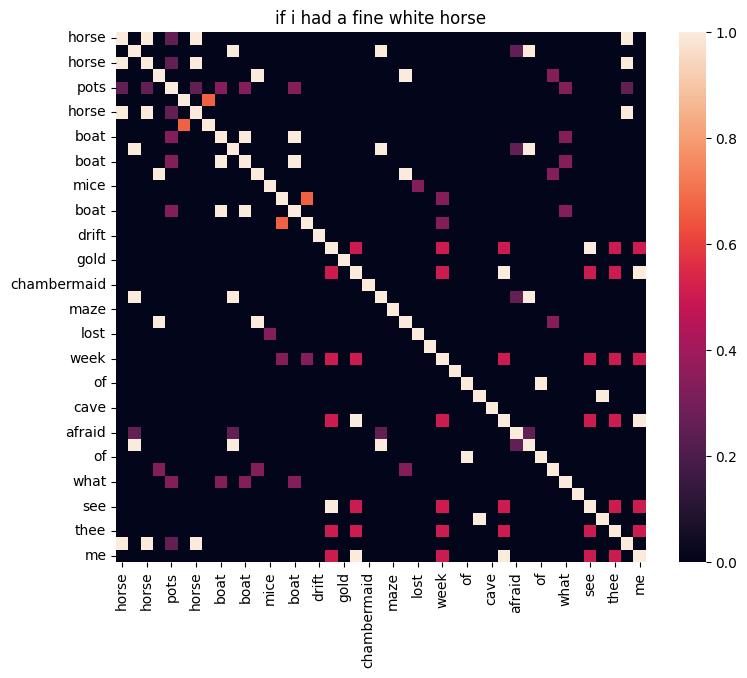 if i had a fine white horse
horse
horse
pots
horse
boat
boat
mice
boat
drift
gold
chambermaid
maze
lost
week
of
cave
afraid
of
what
see
thee
me
1.0
0.8
0.6
0.4
0.2
0.0
horse
horse
pots
horse
boat
boat
mice
boat
drift
gold
chambermaid
maze
lost
week
of
cave
afraid
of
what
see
thee
me